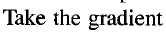 Take the gradient